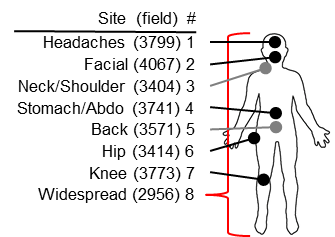 Site (field) #
Headaches (3799) 1
Facial (4067) 2
Neck/Shoulder (3404) 3
Stomach/Abdo (3741) 4
Back (3571) 5
Hip (3414) 6
Knee (3773) 7
Widespread (2956) 8